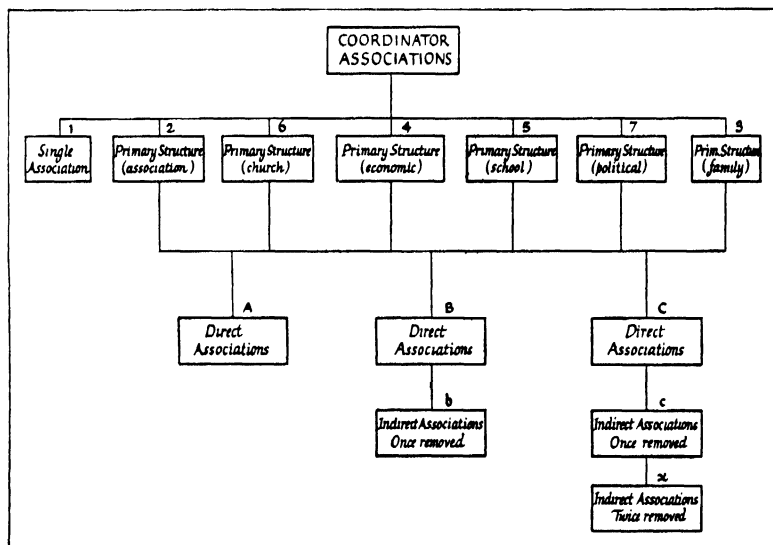 COORDINATOR
ASSOCIATIONS
1
Single
Association
2
Primary Structure
(association)
6
Primary Structure
(church)
4
Primary Structure
(economic)
5
Primary Structure
(school)
7
Primary Structure
(political)
9
Prim. Structure
(family)
A
Direct
Associations
B
Direct
Associations
C
Direct
Associations
b
Indirect Associations
Once removed
c
Indirect Associations
Once removed
x
Indirect Associations
Twice removed